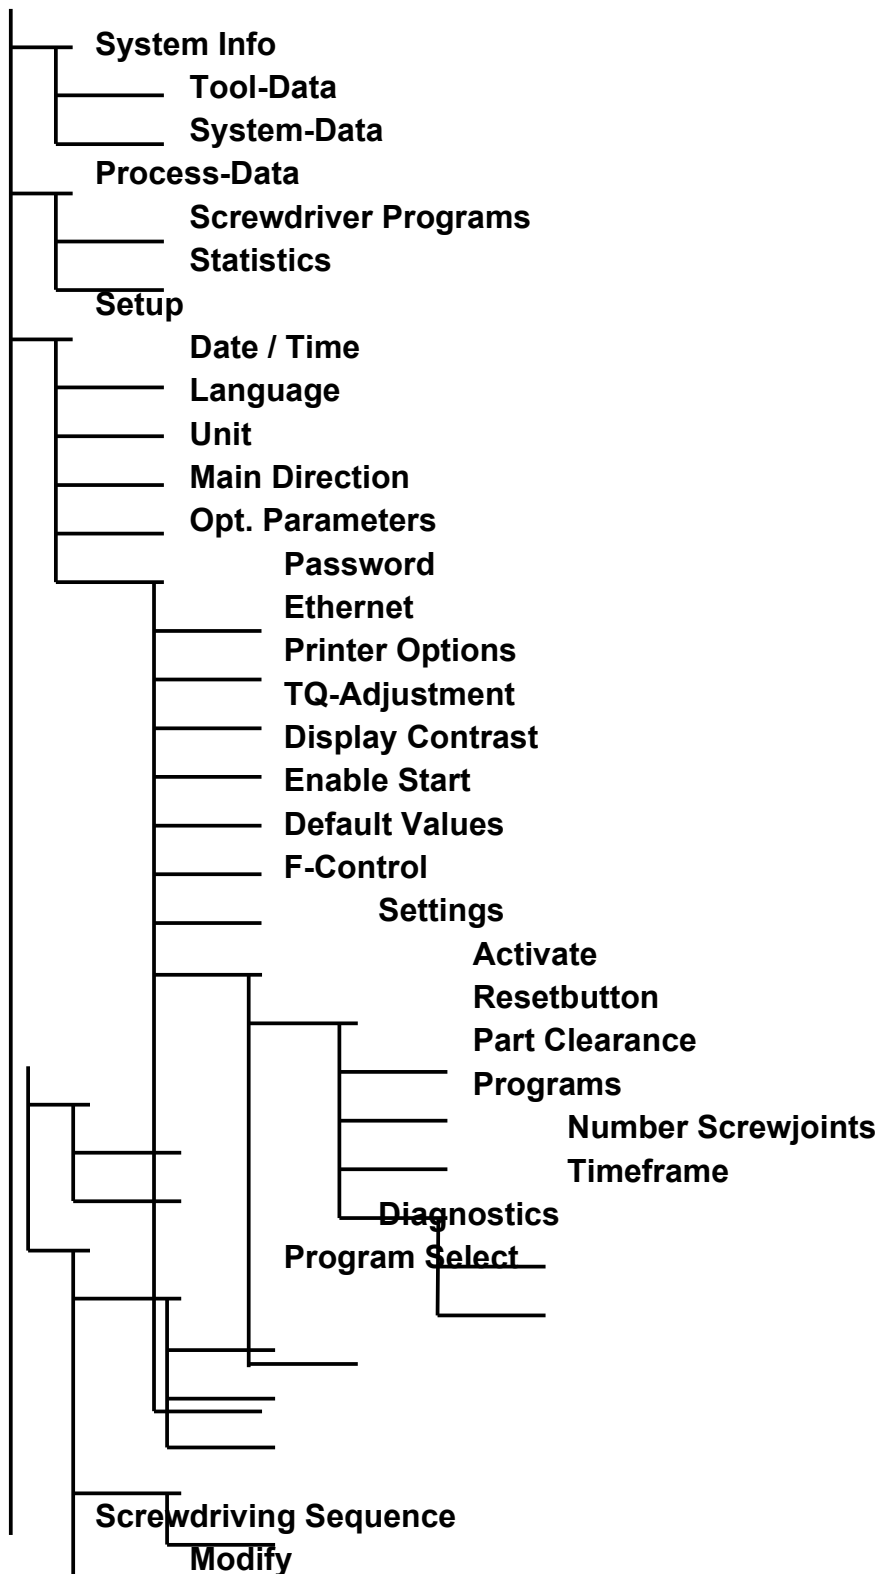 System Info
Tool-Data
System-Data
Process-Data
Screwdriver Programs
Statistics
Setup
Date / Time
Language
Unit
Main Direction
Opt. Parameters
Password
Ethernet
Printer Options
TQ-Adjustment
Display Contrast
Enable Start
Default Values
F-Control
Settings
Activate
Resetbutton
Part Clearance
Programs
Number Screwjoints
Timeframe
Diagnostics
Program Select
Screwdriving Sequence
Modify